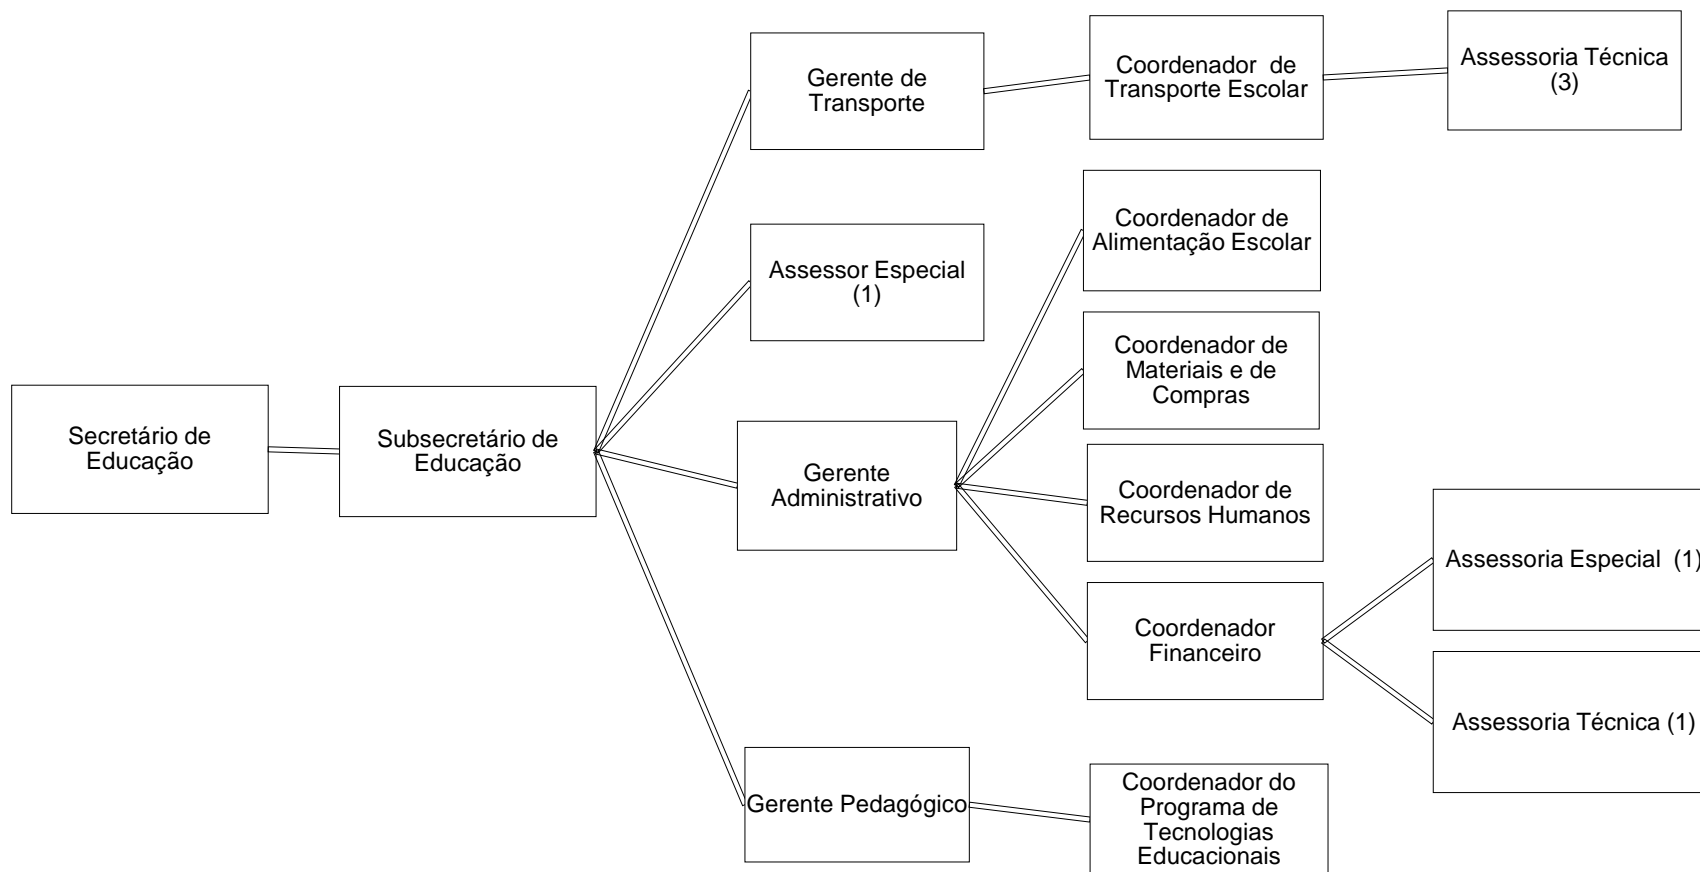 Secretário de
Educação
Subsecretário de
Educação
Gerente de
Transporte
Assessor Especial
(1)
Gerente
Administrativo
Gerente Pedagógico
Coordenador de
Transporte Escolar
Coordenador de
Alimentação Escolar
Coordenador de
Materiais e de
Compras
Coordenador de
Recursos Humanos
Coordenador
Financeiro
Coordenador do
Programa de
Tecnologias
Educacionais
Assessoria Técnica
(3)
Assessoria Especial (1)
Assessoria Técnica (1)